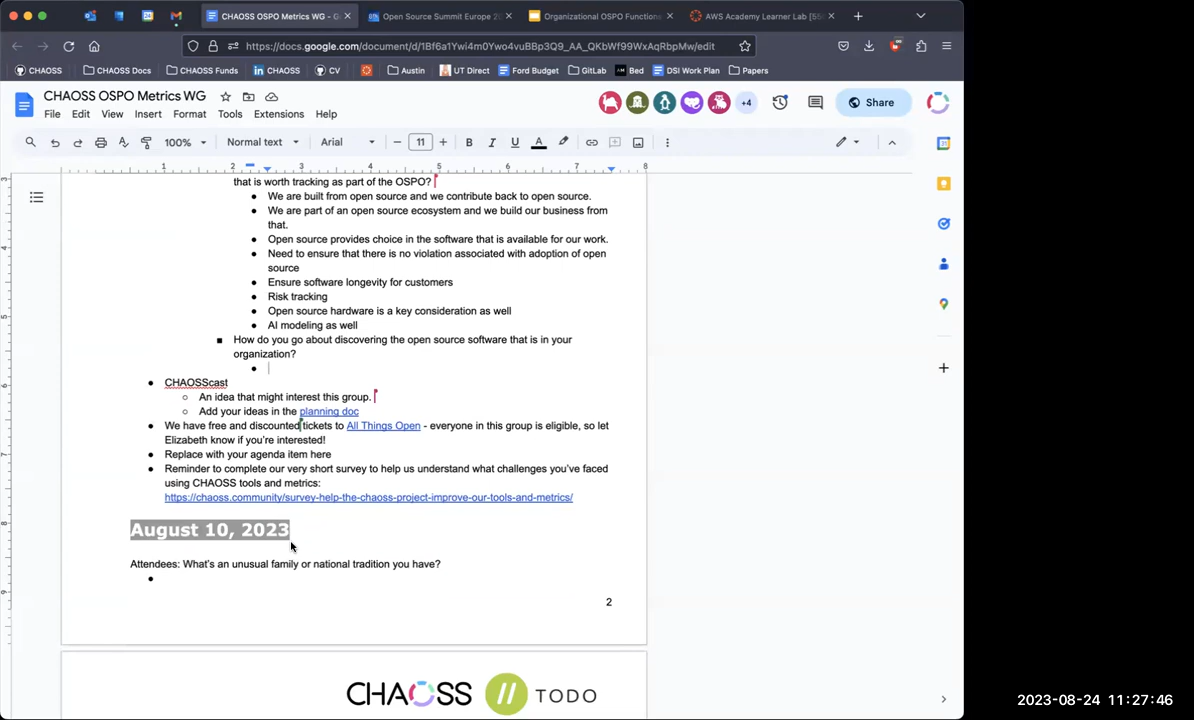 CHAOSS OSPO Metrics WG - G
Open Source Summit Europe 2
Organizational OSPO Functione
AWS Academy Learner Lab [55
https://docs.google.com/document/d/1Bf6a1Ywi4m0Ywo4vuBBp3Q9_AA_QKbWf99WxAqRbpMw/edit
CHAOSS
CHAOSS Docs
CHAOSS Funds
CHAOSS
CV
Austin
UT Direct
Ford Budget
GitLab
Bed
DSI Work Plan
Papers
CHAOSS OSPO Metrics WG
+4
Share
File Edit View Insert Format Tools Extensions Help
100% Normal text Arial 11
B I U A
1 2 3 4 5 6 7 8
that is worth tracking as part of the OSPO?
We are built from open source and we contribute back to open source.
We are part of an open source ecosystem and we build our business from
that.
Open source provides choice in the software that is available for our work.
Need to ensure that there is no violation associated with adoption of open
source
Ensure software longevity for customers
Risk tracking
Open source hardware is a key consideration as well
AI modeling as well
How do you go about discovering the open source software that is in your
organization?
CHAOSScast
An idea that might interest this group.
Add your ideas in the planning doc
We have free and discounted tickets to All Things Open - everyone in this group is eligible, so let
Elizabeth know if you're interested!
Replace with your agenda item here
Reminder to complete our very short survey to help us understand what challenges you've faced
using CHAOSS tools and metrics:
https://chaoss.community/survey-help-the-chaoss-project-improve-our-tools-and-metrics/
August 10, 2023
Attendees: What's an unusual family or national tradition you have?
2
CHAOSS // TODO
2023-08-24 11:27:46